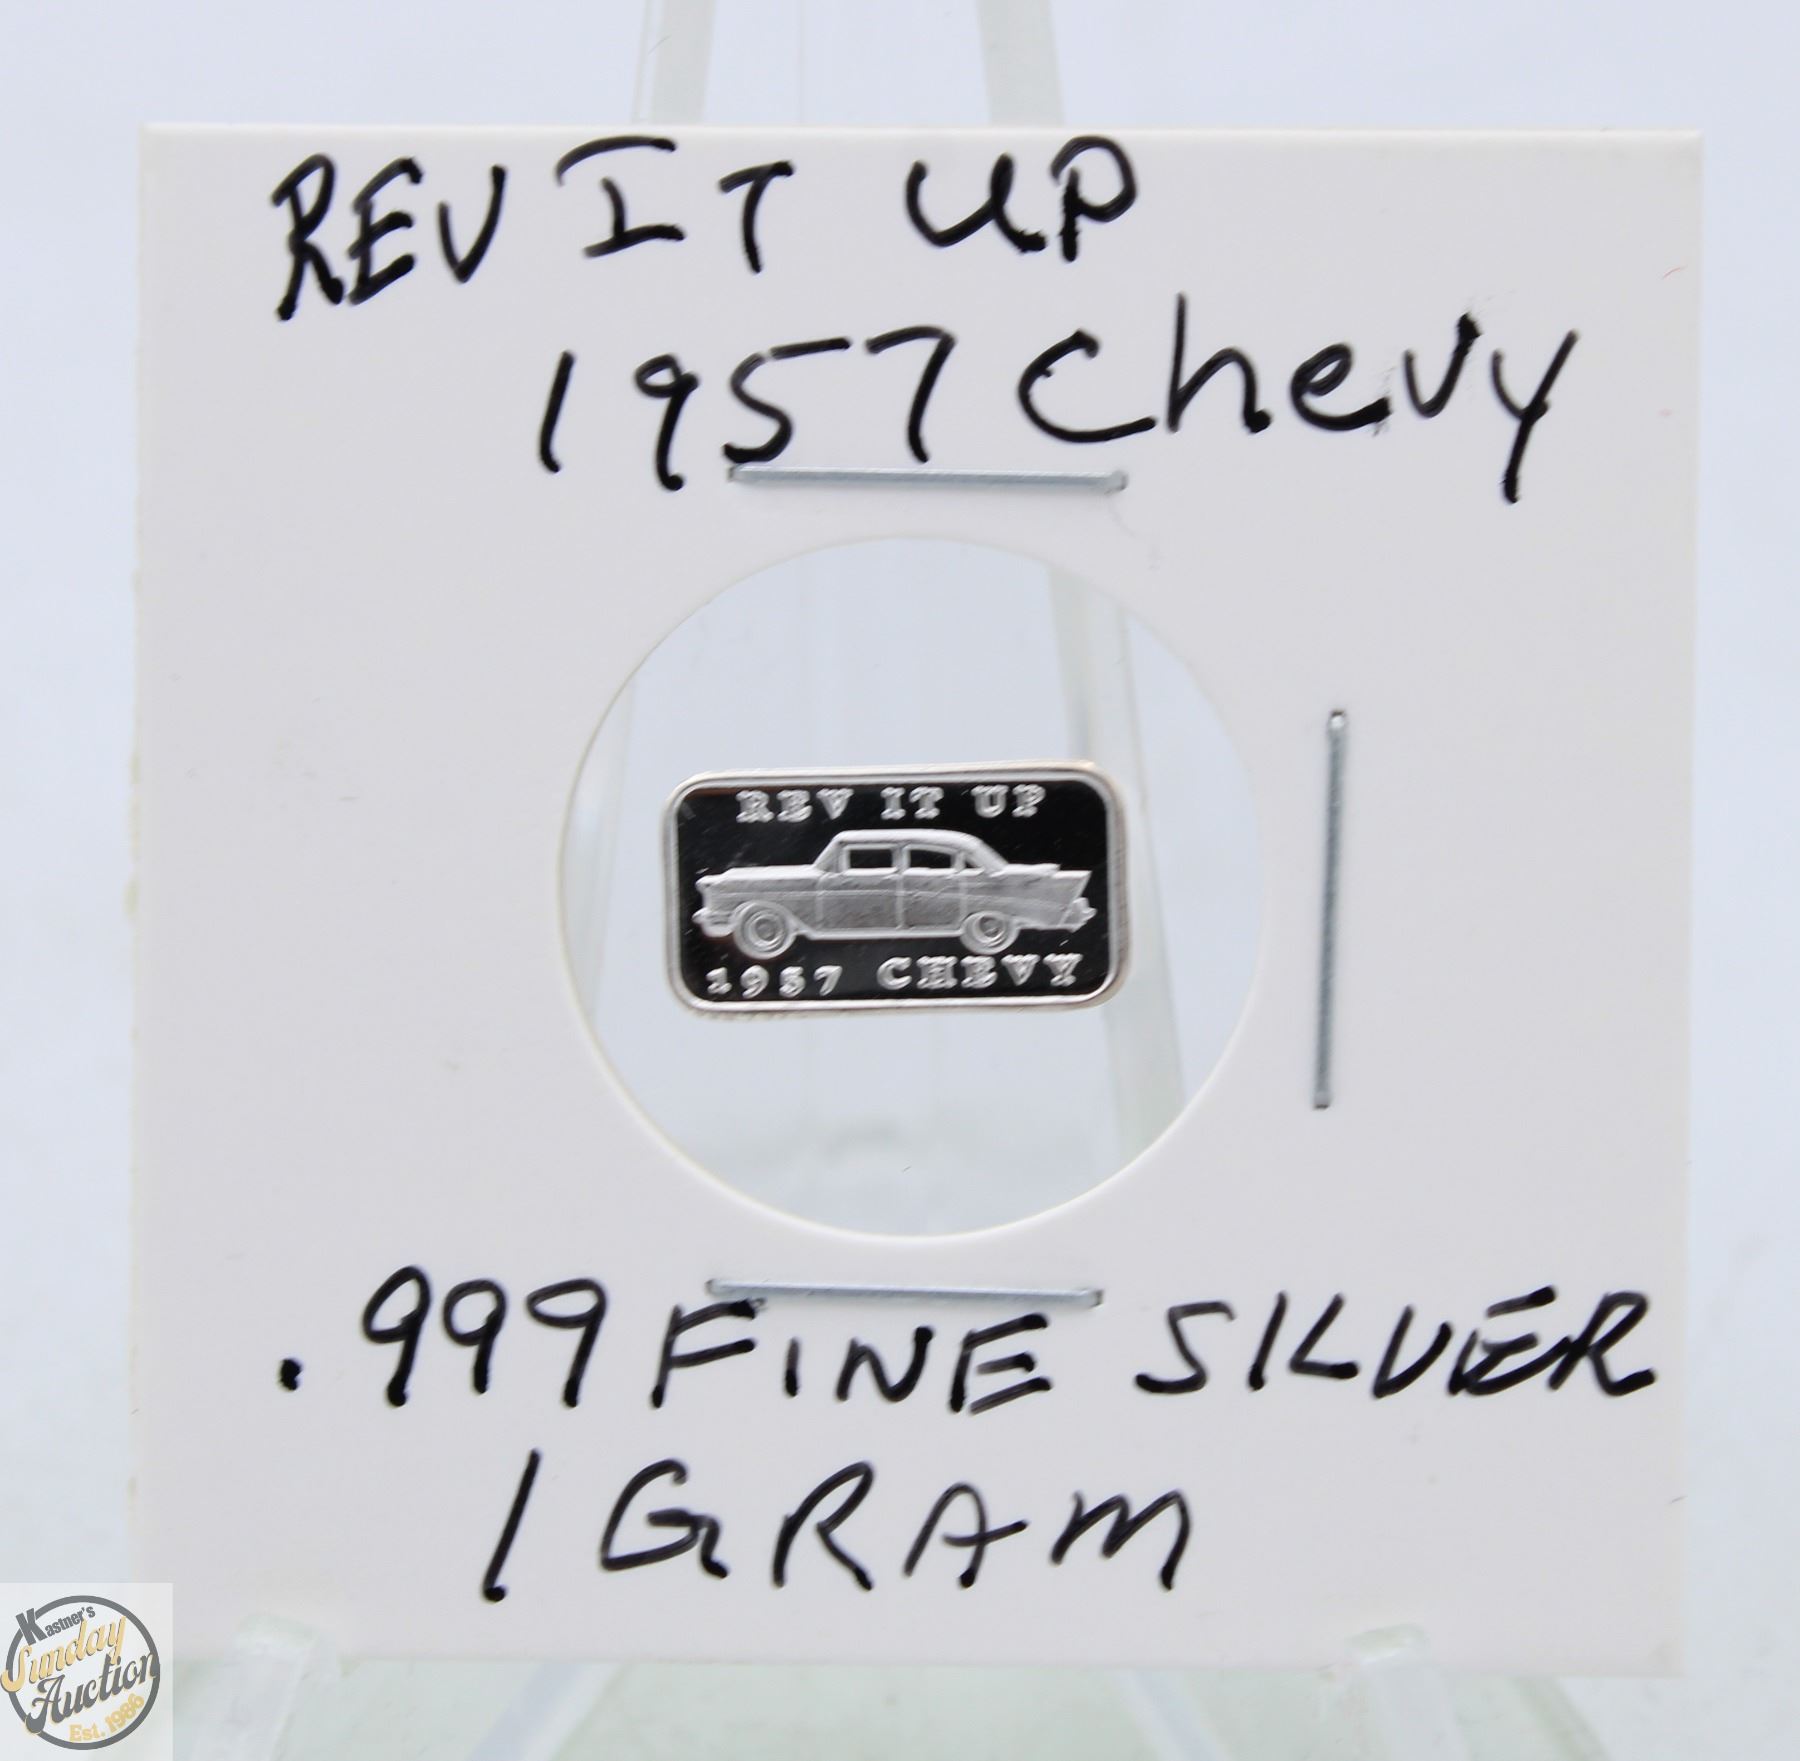 REV IT UP
1957 Chevy
REV IT UP
1957 CHEVY
.999 FINE SILVER
1 GRAM
Kastner's
Sunday
Auction
Est. 1986